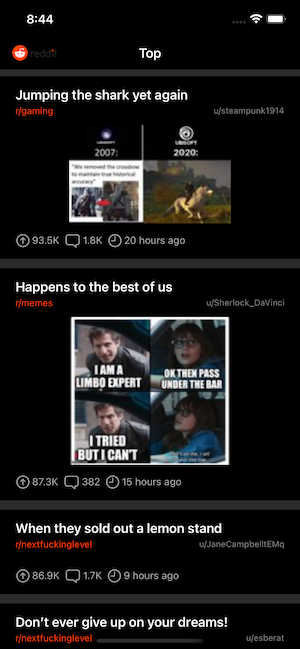 8:44
reddit
Top
Jumping the shark yet again
r/gaming
u/steampunk1914
UBISOFT
UBISOFT
2007:
2020:
"We removed the crossbow
to maintain true historical
accuracy"
93.5K 1.8K 20 hours ago
Happens to the best of us
r/memes
u/Sherlock_DaVinci
I AM A
LIMBO EXPERT
OK THEN PASS
UNDER THE BAR
I TRIED
BUT I CAN'T
87.3K 382 15 hours ago
When they sold out a lemon stand
r/nextfuckinglevel
u/JaneCampbelltEMq
86.9K 1.7K 9 hours ago
Don't ever give up on your dreams!
r/nextfuckinglevel
u/esberat